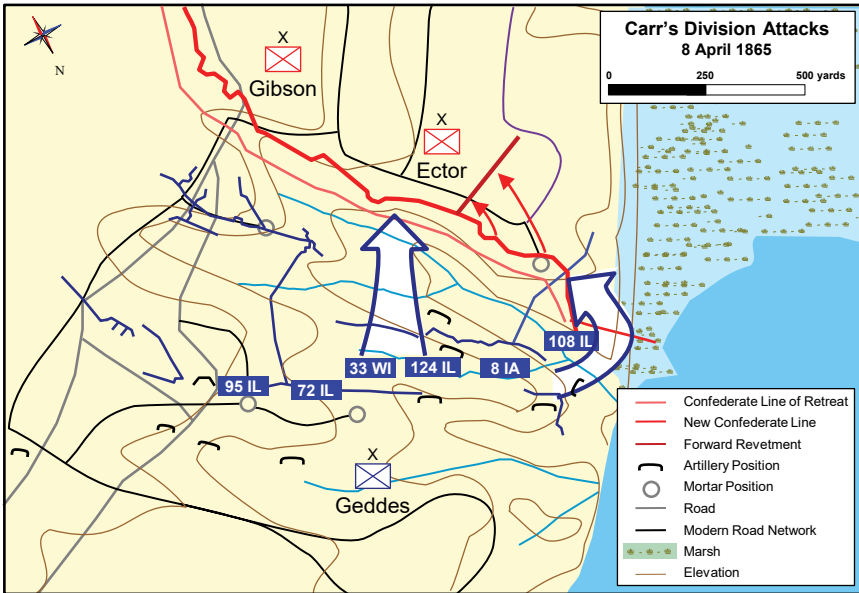 Carr's Division Attacks
8 April 1865
0 250 500 yards
N
X
Gibson
X
Ector
108 IL
33 WI 124 IL 8 IA
95 IL 72 IL
X
Geddes
Confederate Line of Retreat
New Confederate Line
Forward Revetment
Artillery Position
Mortar Position
Road
Modern Road Network
Marsh
Elevation